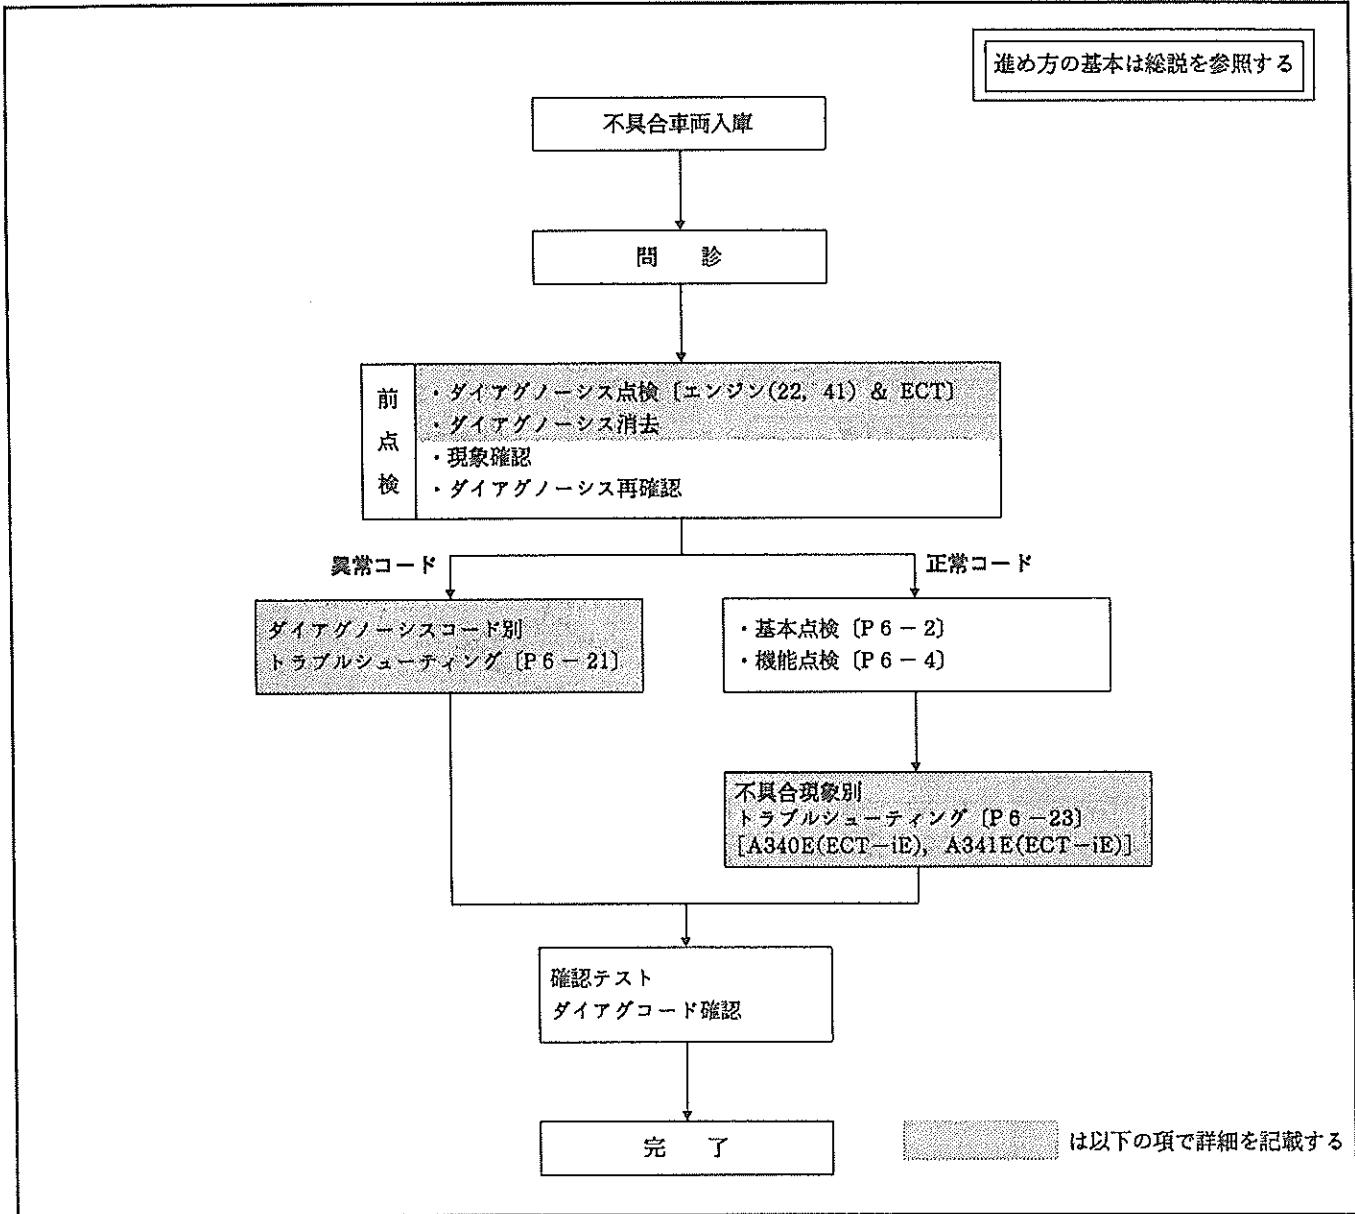 進め方の基本は総説を参照する
不具合車両入庫
問　診
前点検
・ダイアグノーシス点検〔エンジン(22, 41) & ECT〕
・ダイアグノーシス消去
・現象確認
・ダイアグノーシス再確認
異常コード
正常コード
ダイアグノーシスコード別
トラブルシューティング〔P 6 − 21〕
・基本点検〔P 6 − 2〕
・機能点検〔P 6 − 4〕
不具合現象別
トラブルシューティング〔P 6 −23〕
[A340E(ECT−iE), A341E(ECT−iE)]
確認テスト
ダイアグコード確認
完　了
は以下の項で詳細を記載する